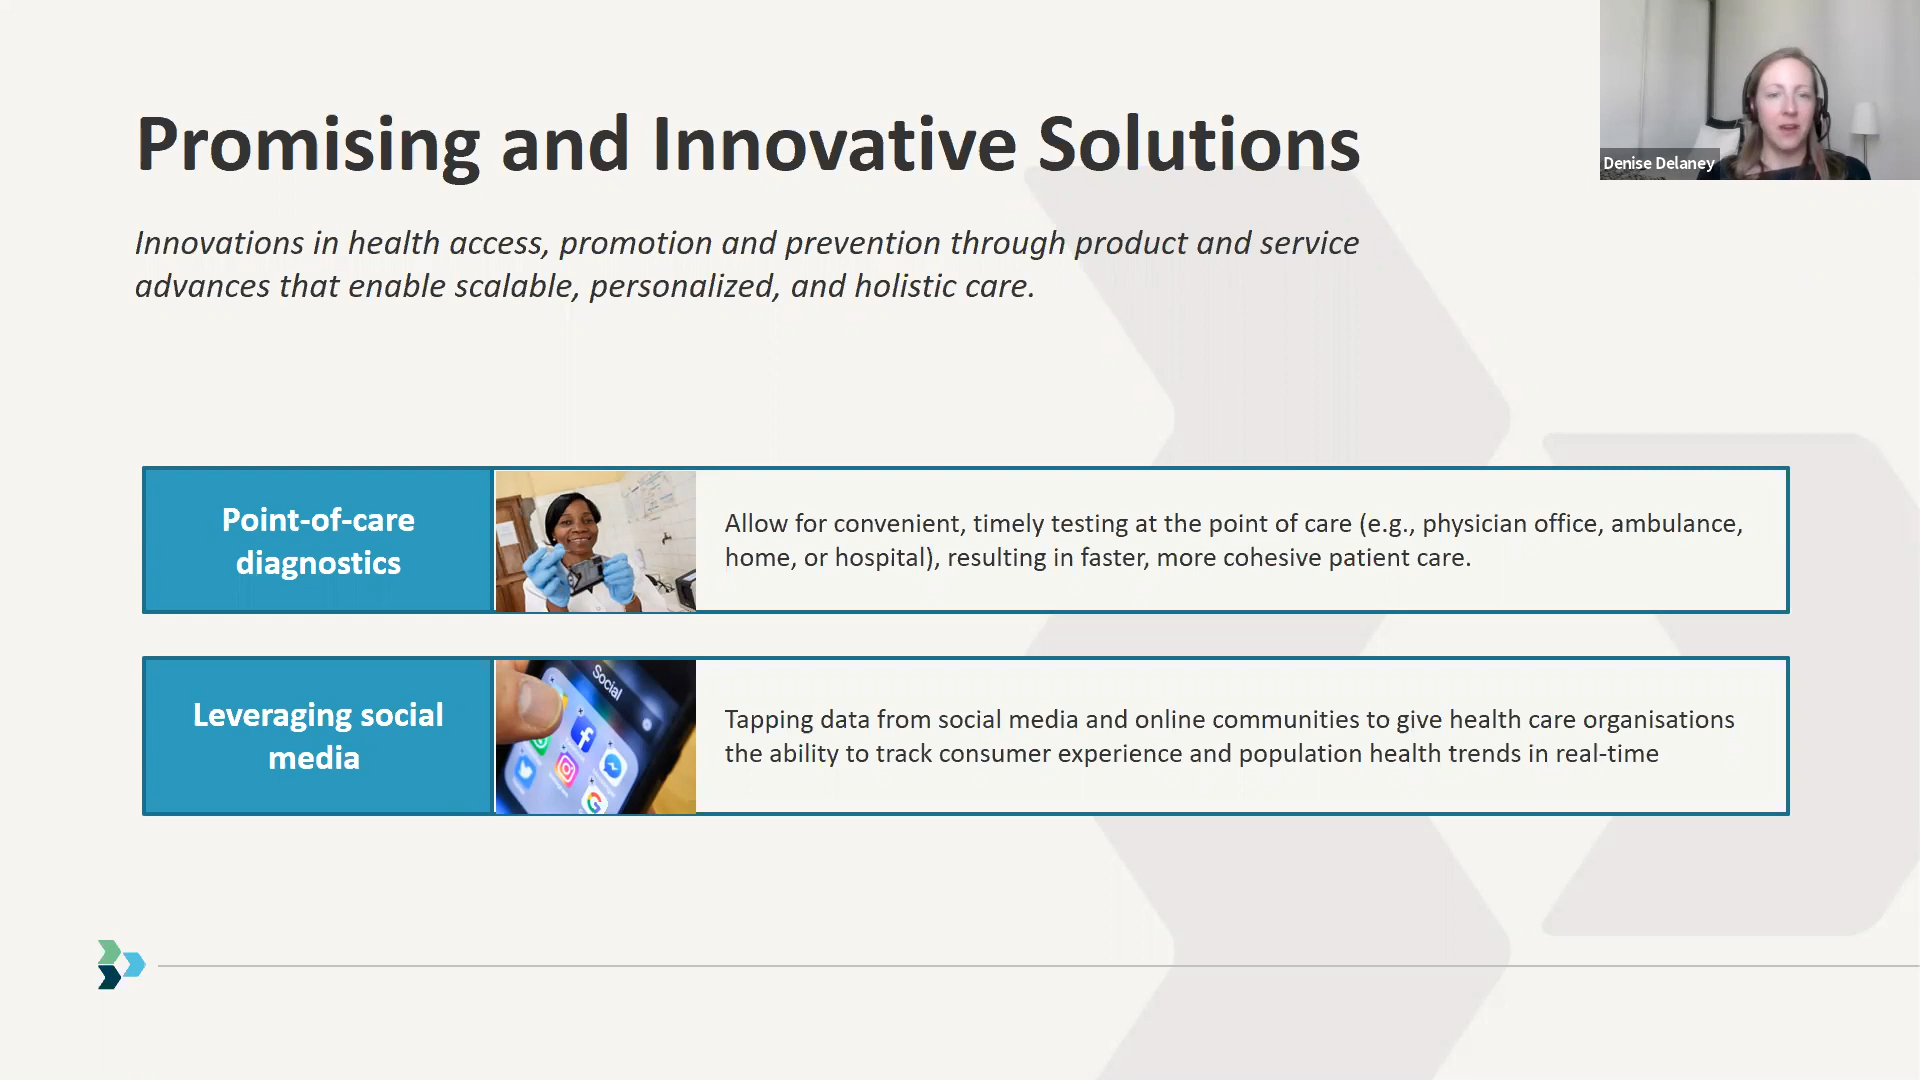 Promising and Innovative Solutions
Denise Delaney
Innovations in health access, promotion and prevention through product and service
advances that enable scalable, personalized, and holistic care.
Point-of-care
diagnostics
Allow for convenient, timely testing at the point of care (e.g., physician office, ambulance,
home, or hospital), resulting in faster, more cohesive patient care.
Leveraging social
media
Social
Tapping data from social media and online communities to give health care organisations
the ability to track consumer experience and population health trends in real-time